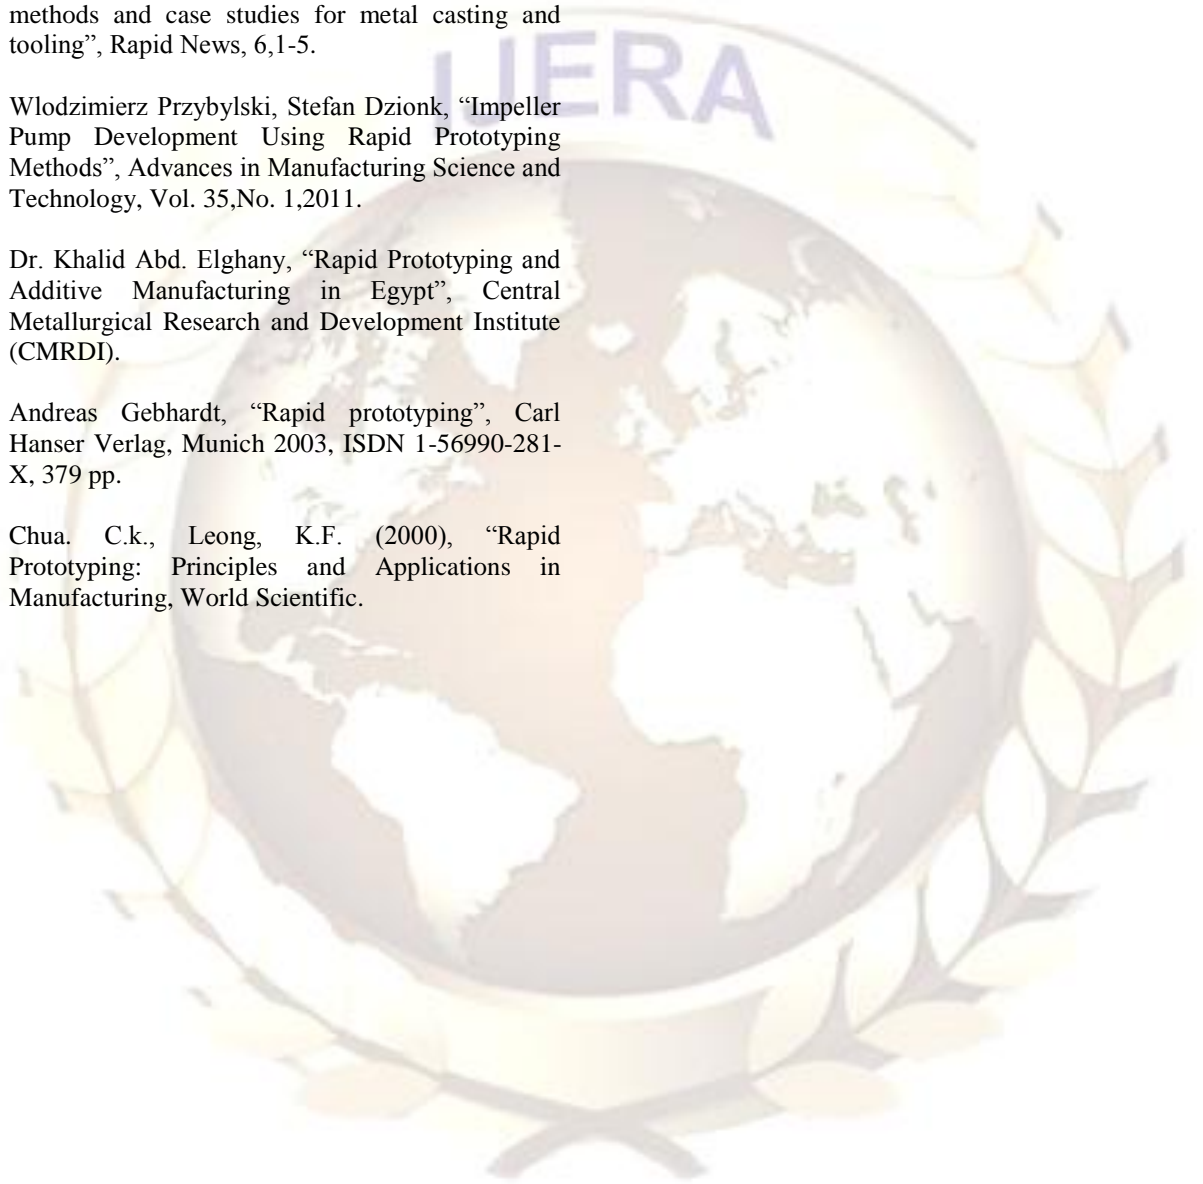 IJERA
methods and case studies for metal casting and
tooling”, Rapid News, 6,1-5.
Wlodzimierz Przybylski, Stefan Dzionk, “Impeller
Pump Development Using Rapid Prototyping
Methods”, Advances in Manufacturing Science and
Technology, Vol. 35,No. 1,2011.
Dr. Khalid Abd. Elghany, “Rapid Prototyping and
Additive Manufacturing in Egypt”, Central
Metallurgical Research and Development Institute
(CMRDI).
Andreas Gebhardt, “Rapid prototyping”, Carl
Hanser Verlag, Munich 2003, ISDN 1-56990-281-
X, 379 pp.
Chua. C.k., Leong, K.F. (2000), “Rapid
Prototyping: Principles and Applications in
Manufacturing, World Scientific.